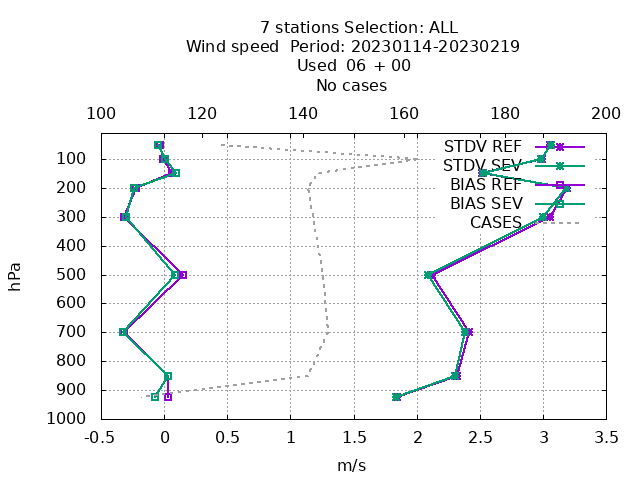 7 stations Selection: ALL
Wind speed  Period: 20230114-20230219
Used  06 + 00
No cases
100 120 140 160 180 200
STDV REF
STDV SEV
BIAS REF
BIAS SEV
CASES
100
200
300
400
500
600
700
800
900
1000
hPa
-0.5 0 0.5 1 1.5 2 2.5 3 3.5
m/s